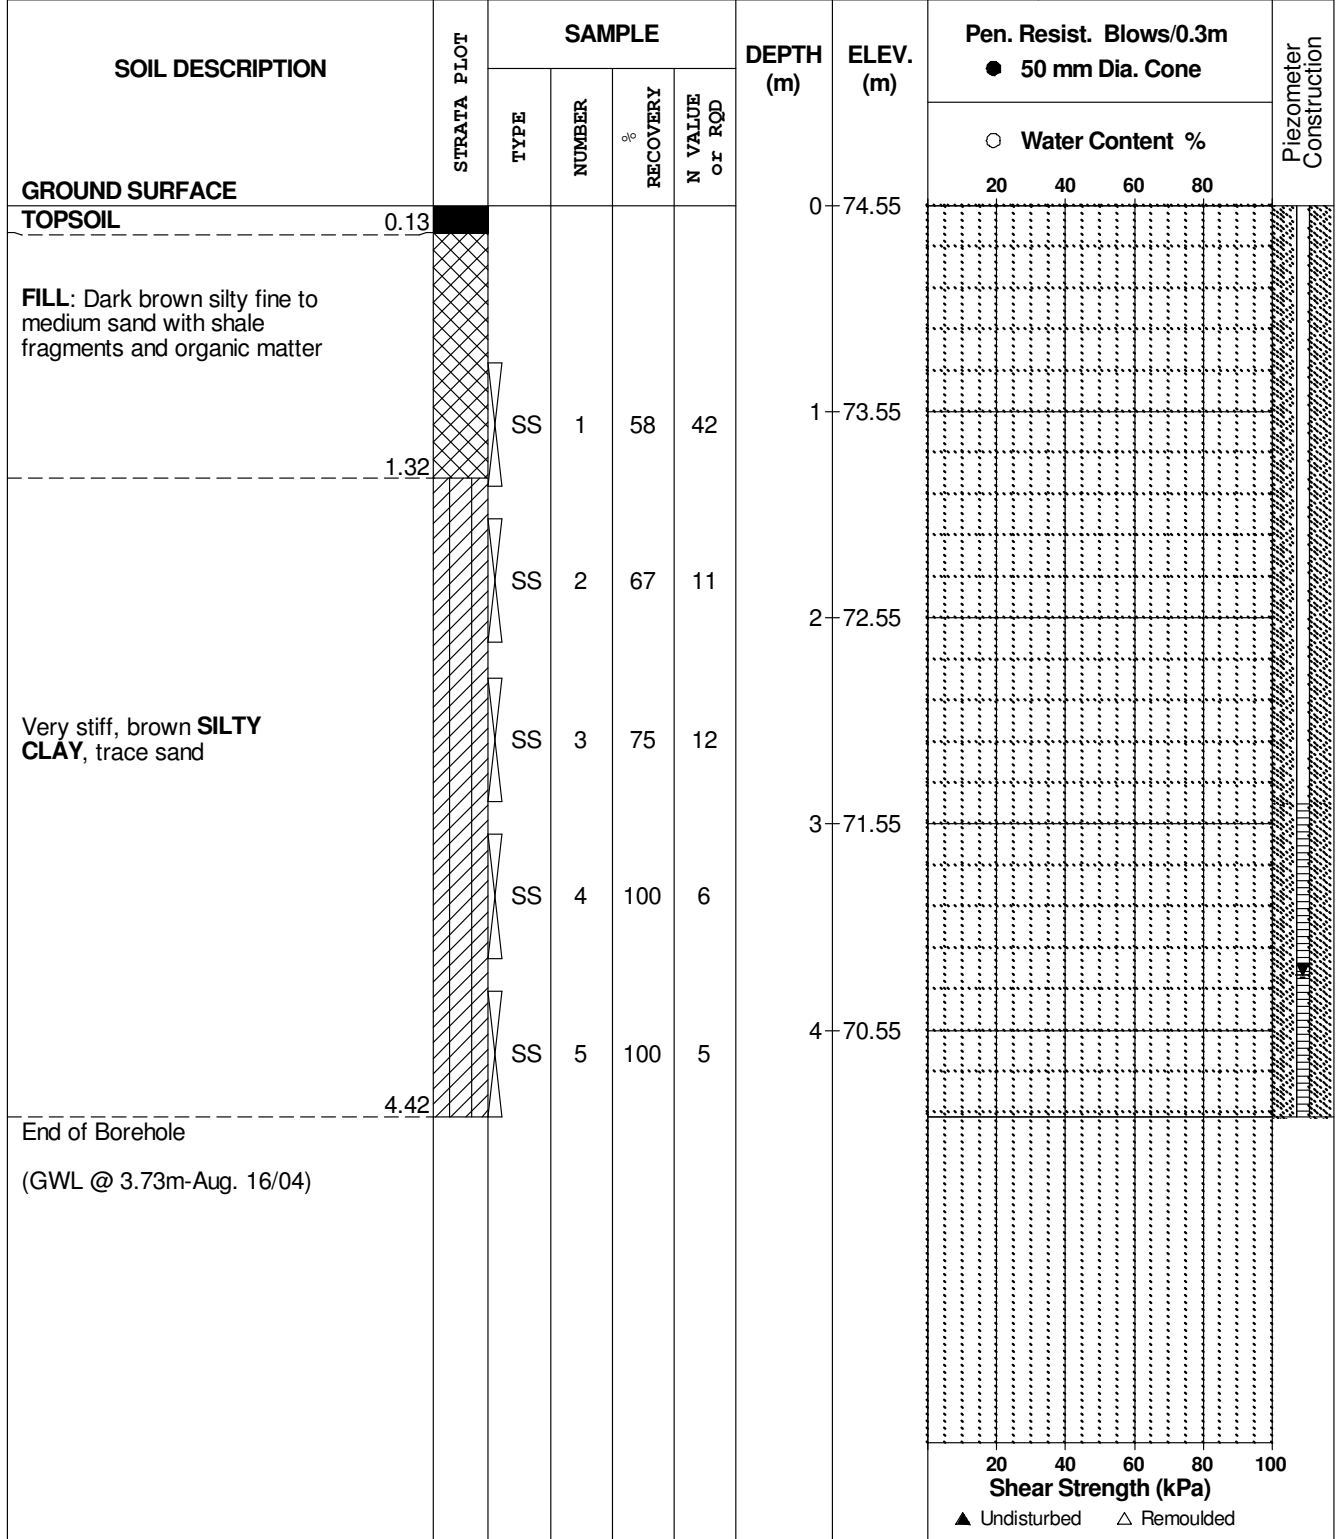 SOIL DESCRIPTION
STRATA PLOT
SAMPLE
TYPE
NUMBER
%
RECOVERY
N VALUE
or RQD
DEPTH
(m)
ELEV.
(m)
Pen. Resist. Blows/0.3m
● 50 mm Dia. Cone
○ Water Content %
20 40 60 80
Piezometer
Construction
GROUND SURFACE
TOPSOIL 0.13
0 74.55
FILL: Dark brown silty fine to
medium sand with shale
fragments and organic matter
1 73.55
SS 1 58 42
1.32
SS 2 67 11
2 72.55
Very stiff, brown SILTY
CLAY, trace sand
SS 3 75 12
3 71.55
SS 4 100 6
4 70.55
SS 5 100 5
4.42
End of Borehole
(GWL @ 3.73m-Aug. 16/04)
20 40 60 80 100
Shear Strength (kPa)
▲ Undisturbed △ Remoulded